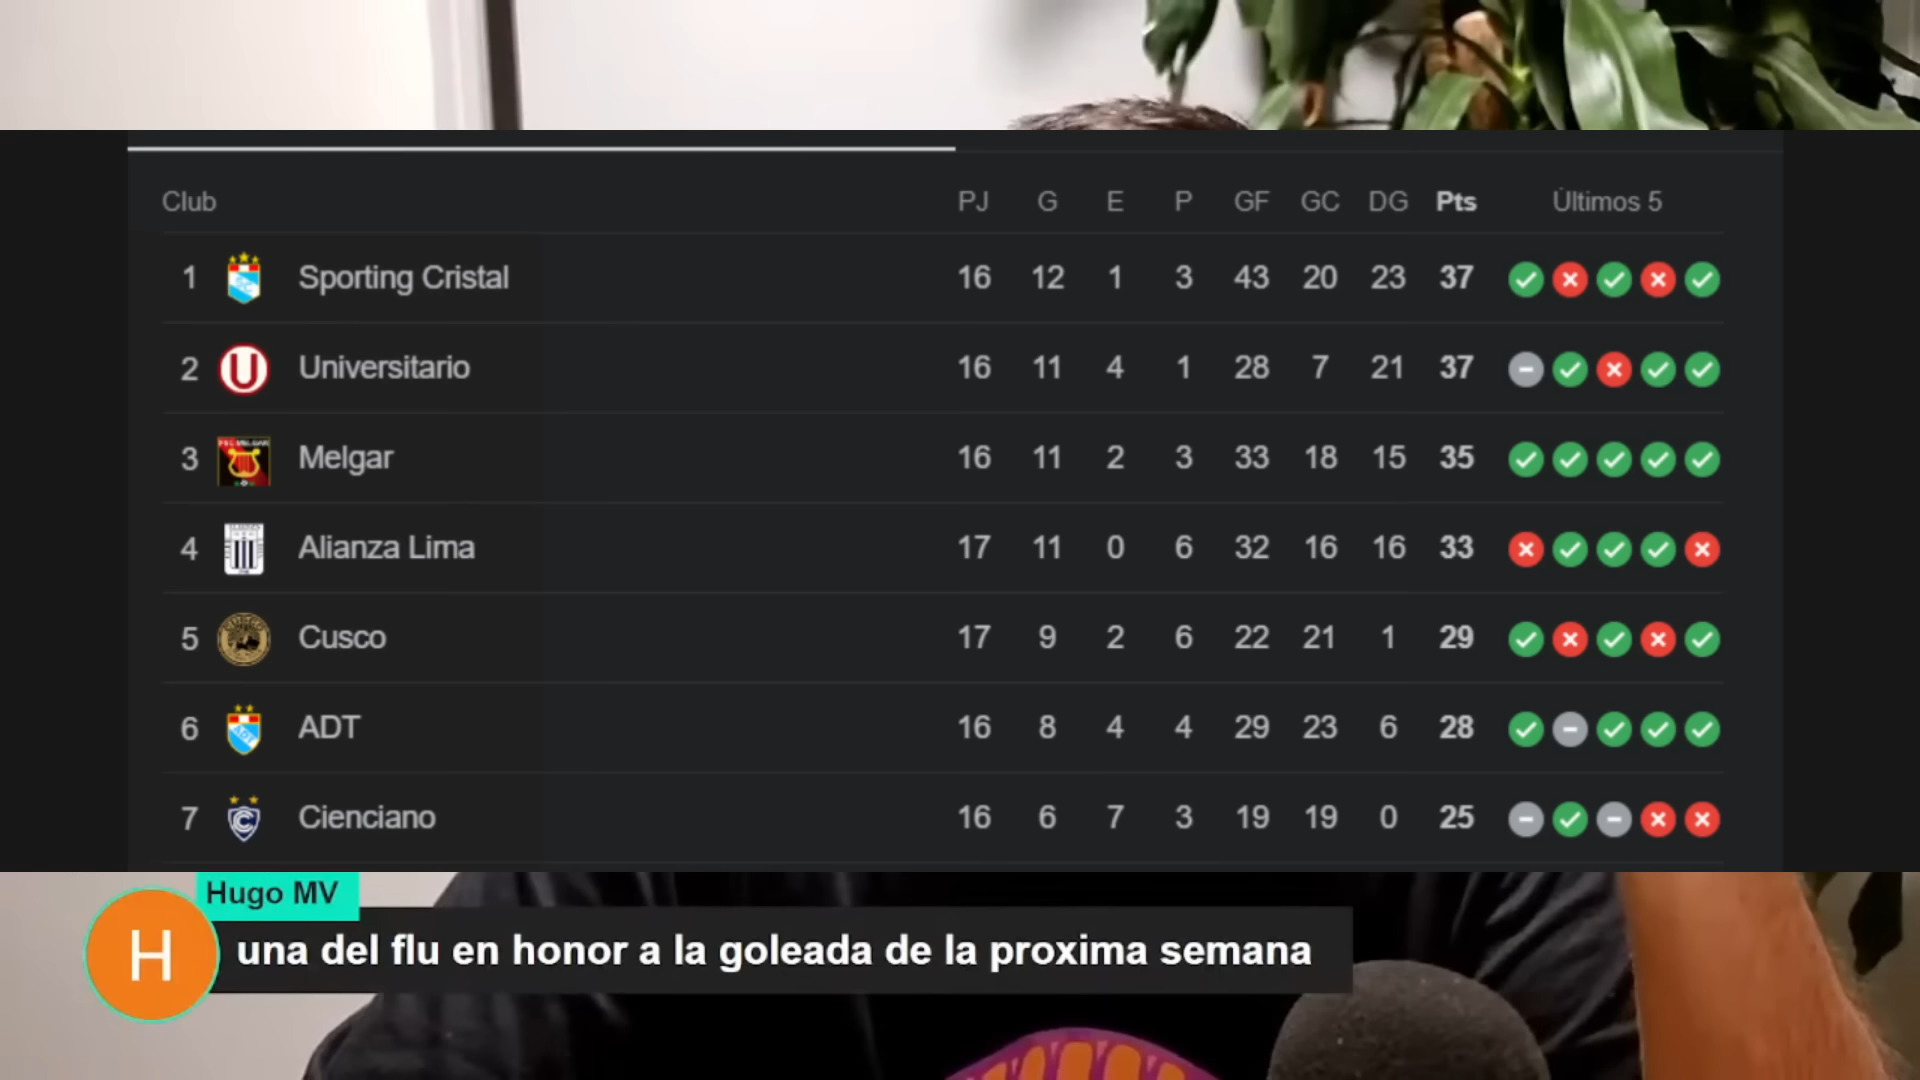 Club PJ G E P GF GC DG Pts Últimos 5
1 Sporting Cristal 16 12 1 3 43 20 23 37
2 U Universitario 16 11 4 1 28 7 21 37
3 Melgar 16 11 2 3 33 18 15 35
4 Alianza Lima 17 11 0 6 32 16 16 33
5 Cusco 17 9 2 6 22 21 1 29
6 ADT ADT 16 8 4 4 29 23 6 28
7 C Cienciano 16 6 7 3 19 19 0 25
Hugo MV
H una del flu en honor a la goleada de la proxima semana